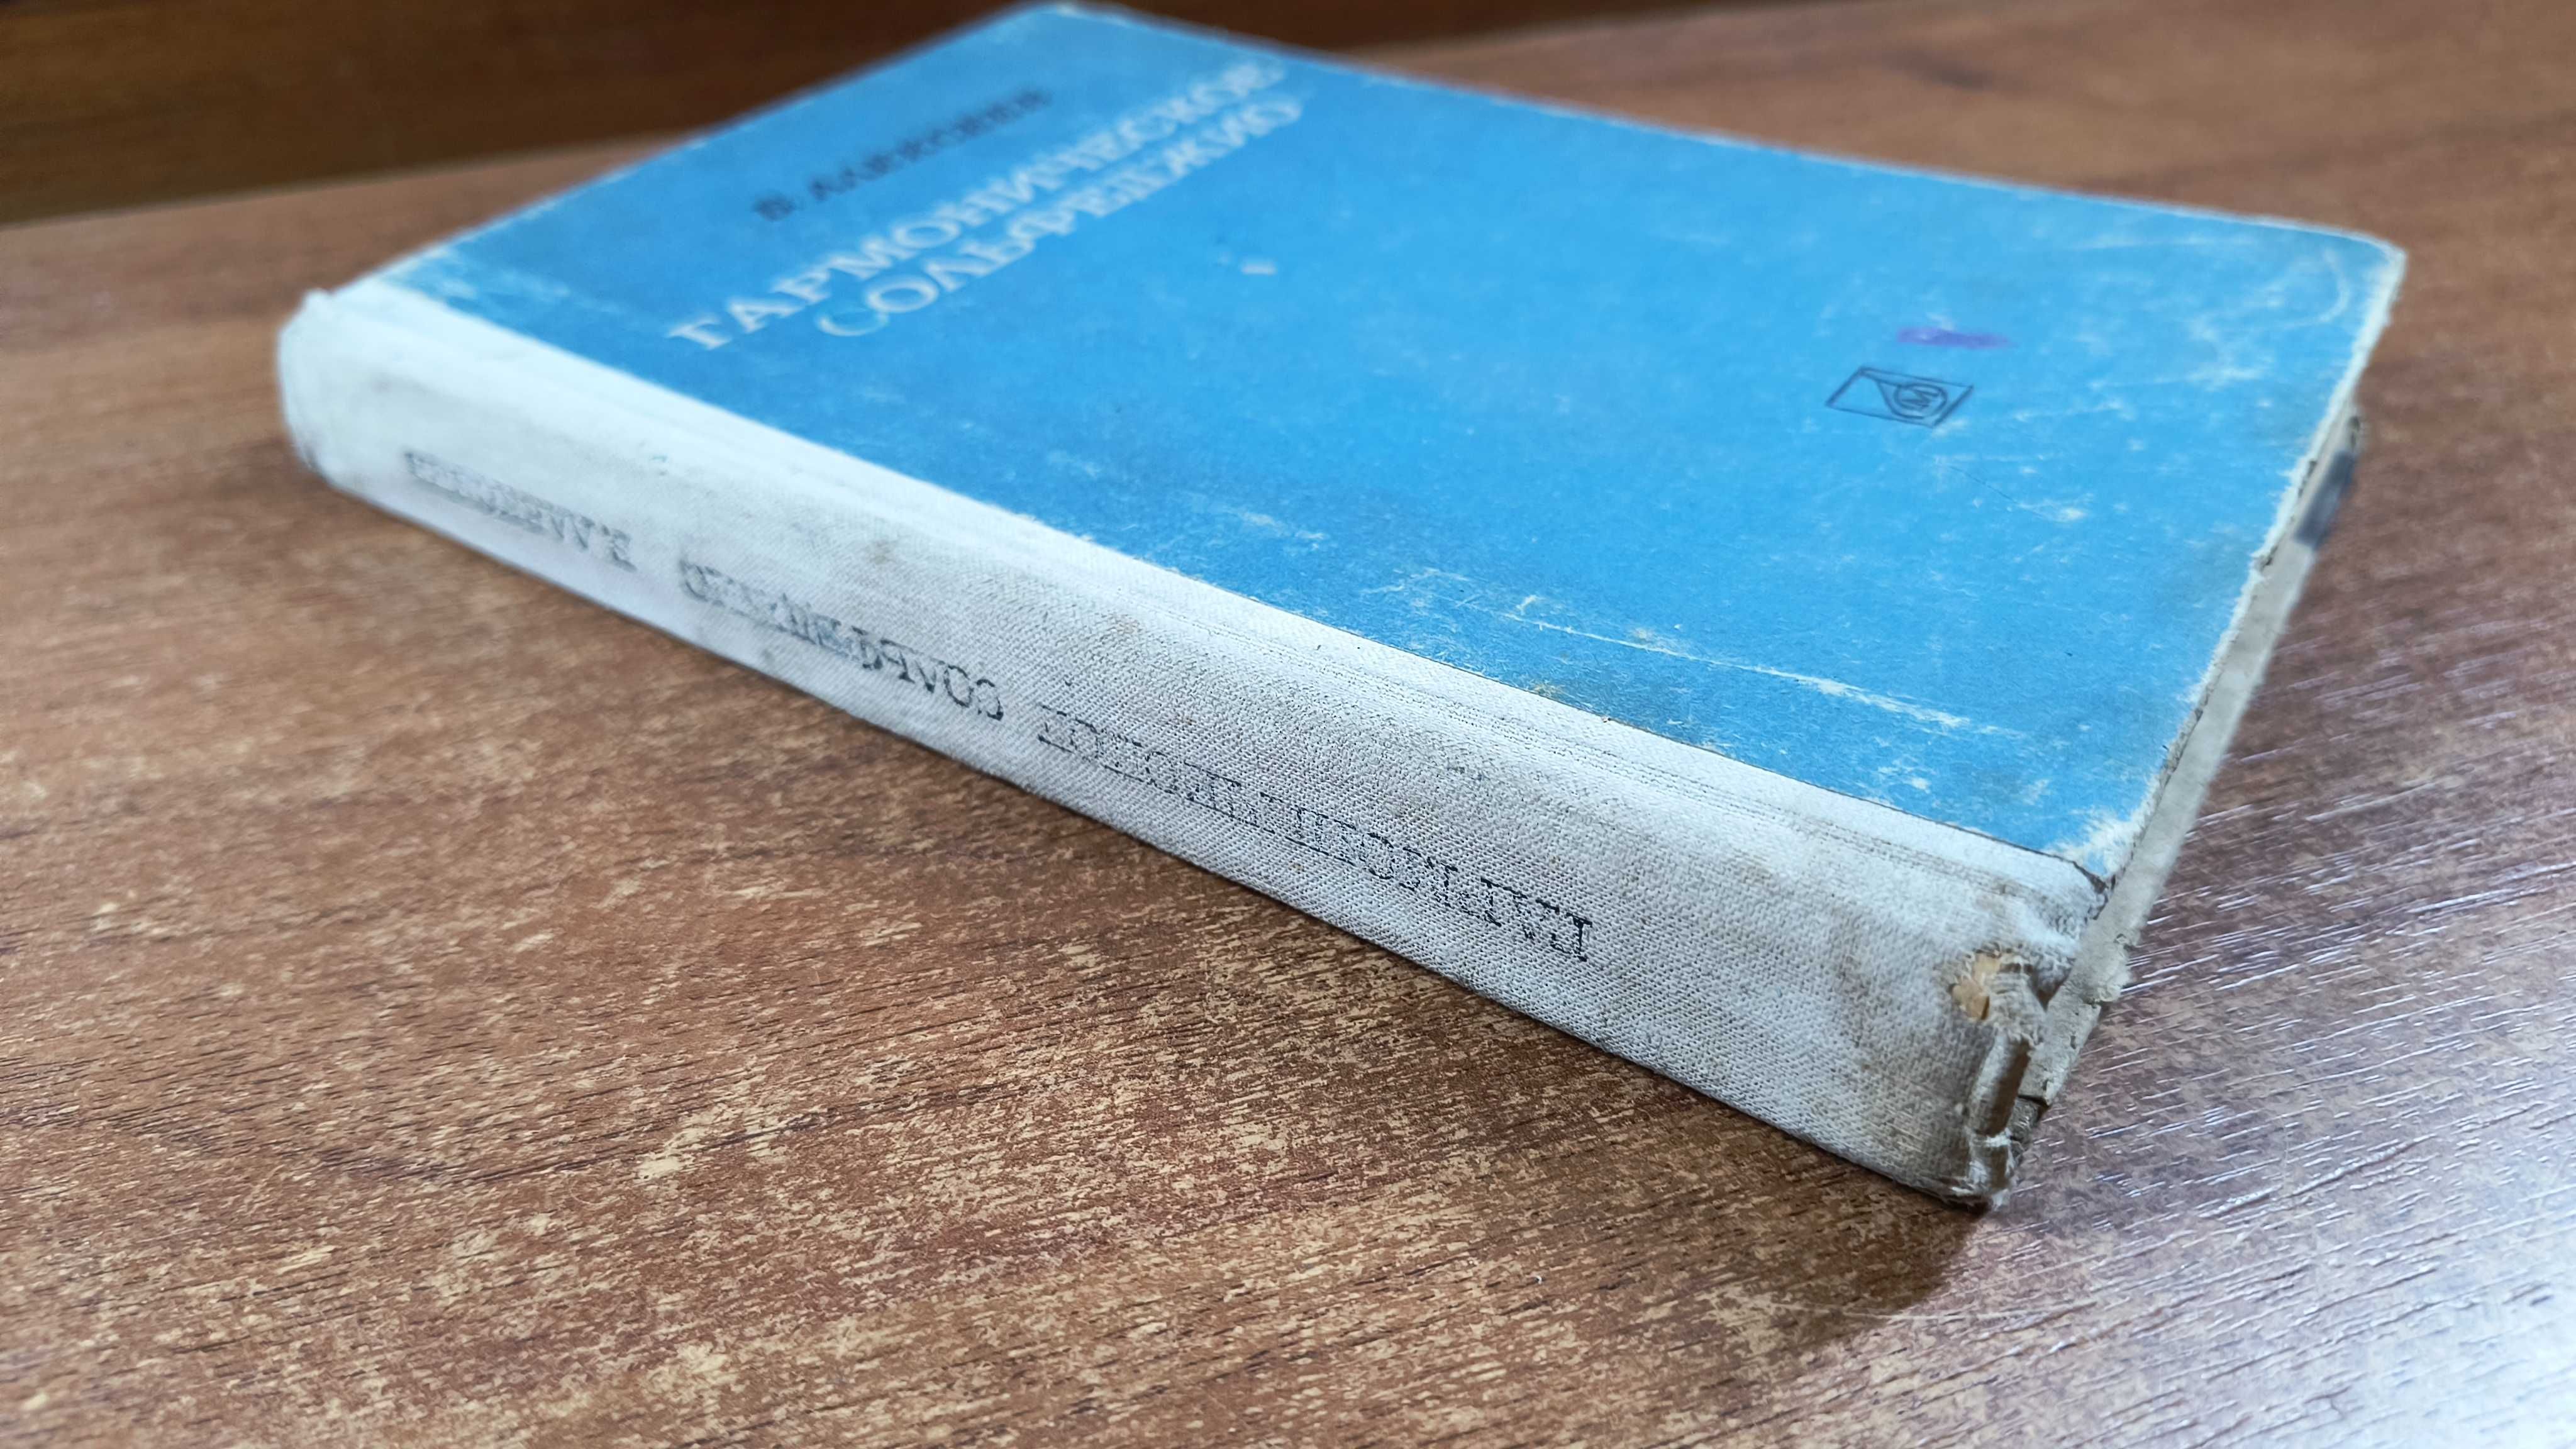 Б. АЛЕКСЕЕВ
ГАРМОНИЧЕСКОЕ
СОЛЬФЕДЖИО
М
ГАРМОНИЧЕСКОЕ СОЛЬФЕДЖИО Б. АЛЕКСЕЕВ